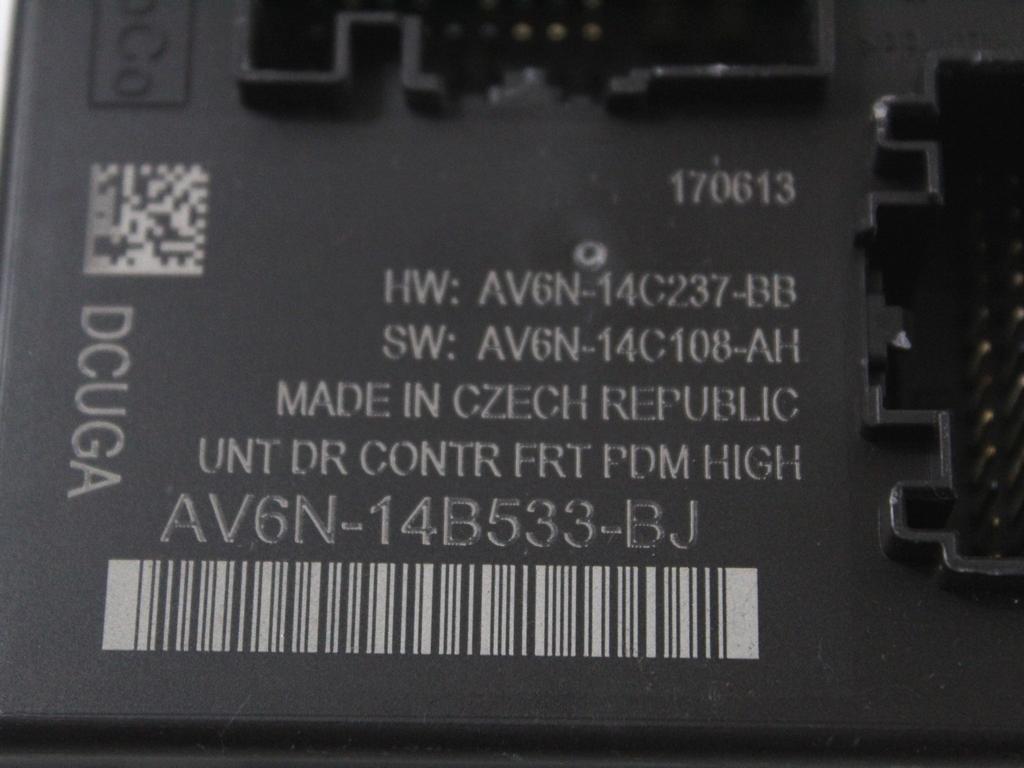 170613
HW: AV6N-14C237-BB
SW: AV6N-14C108-AH
MADE IN CZECH REPUBLIC
UNT DR CONTR FRT PDM HIGH
AV6N-14B533-BJ
DCUGA